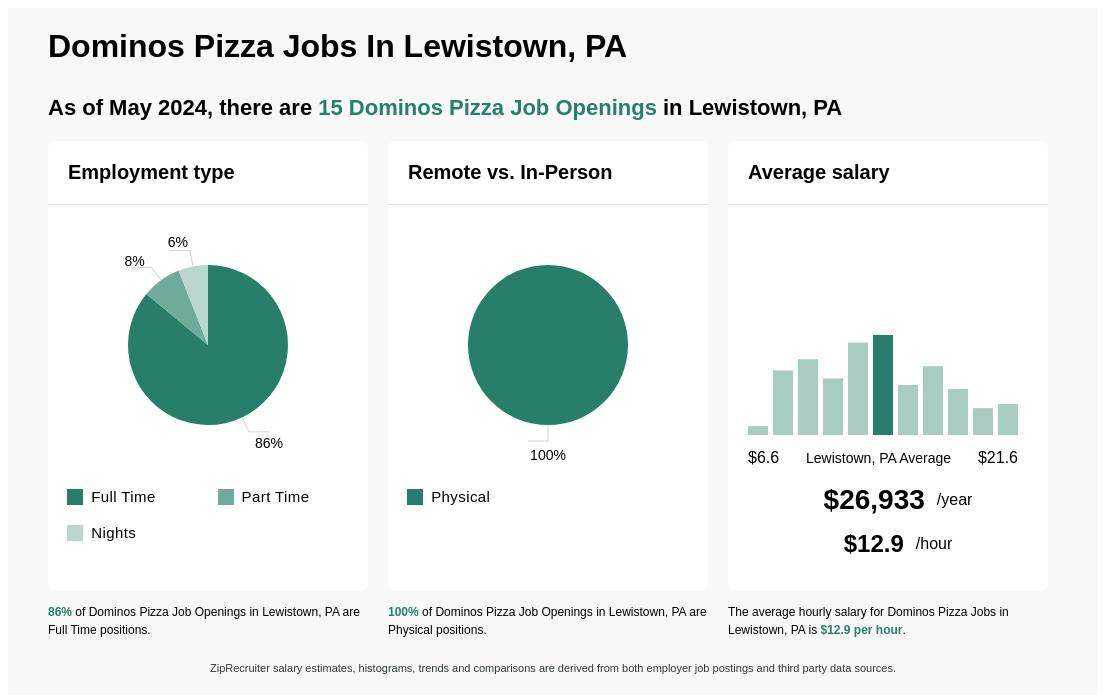 Dominos Pizza Jobs In Lewistown, PA
As of May 2024, there are 15 Dominos Pizza Job Openings in Lewistown, PA
Employment type
6%
8%
86%
Full Time
Part Time
Nights
86% of Dominos Pizza Job Openings in Lewistown, PA are
Full Time positions.
Remote vs. In-Person
100%
Physical
100% of Dominos Pizza Job Openings in Lewistown, PA are
Physical positions.
Average salary
$6.6 Lewistown, PA Average $21.6
$26,933 /year
$12.9 /hour
The average hourly salary for Dominos Pizza Jobs in
Lewistown, PA is $12.9 per hour.
ZipRecruiter salary estimates, histograms, trends and comparisons are derived from both employer job postings and third party data sources.